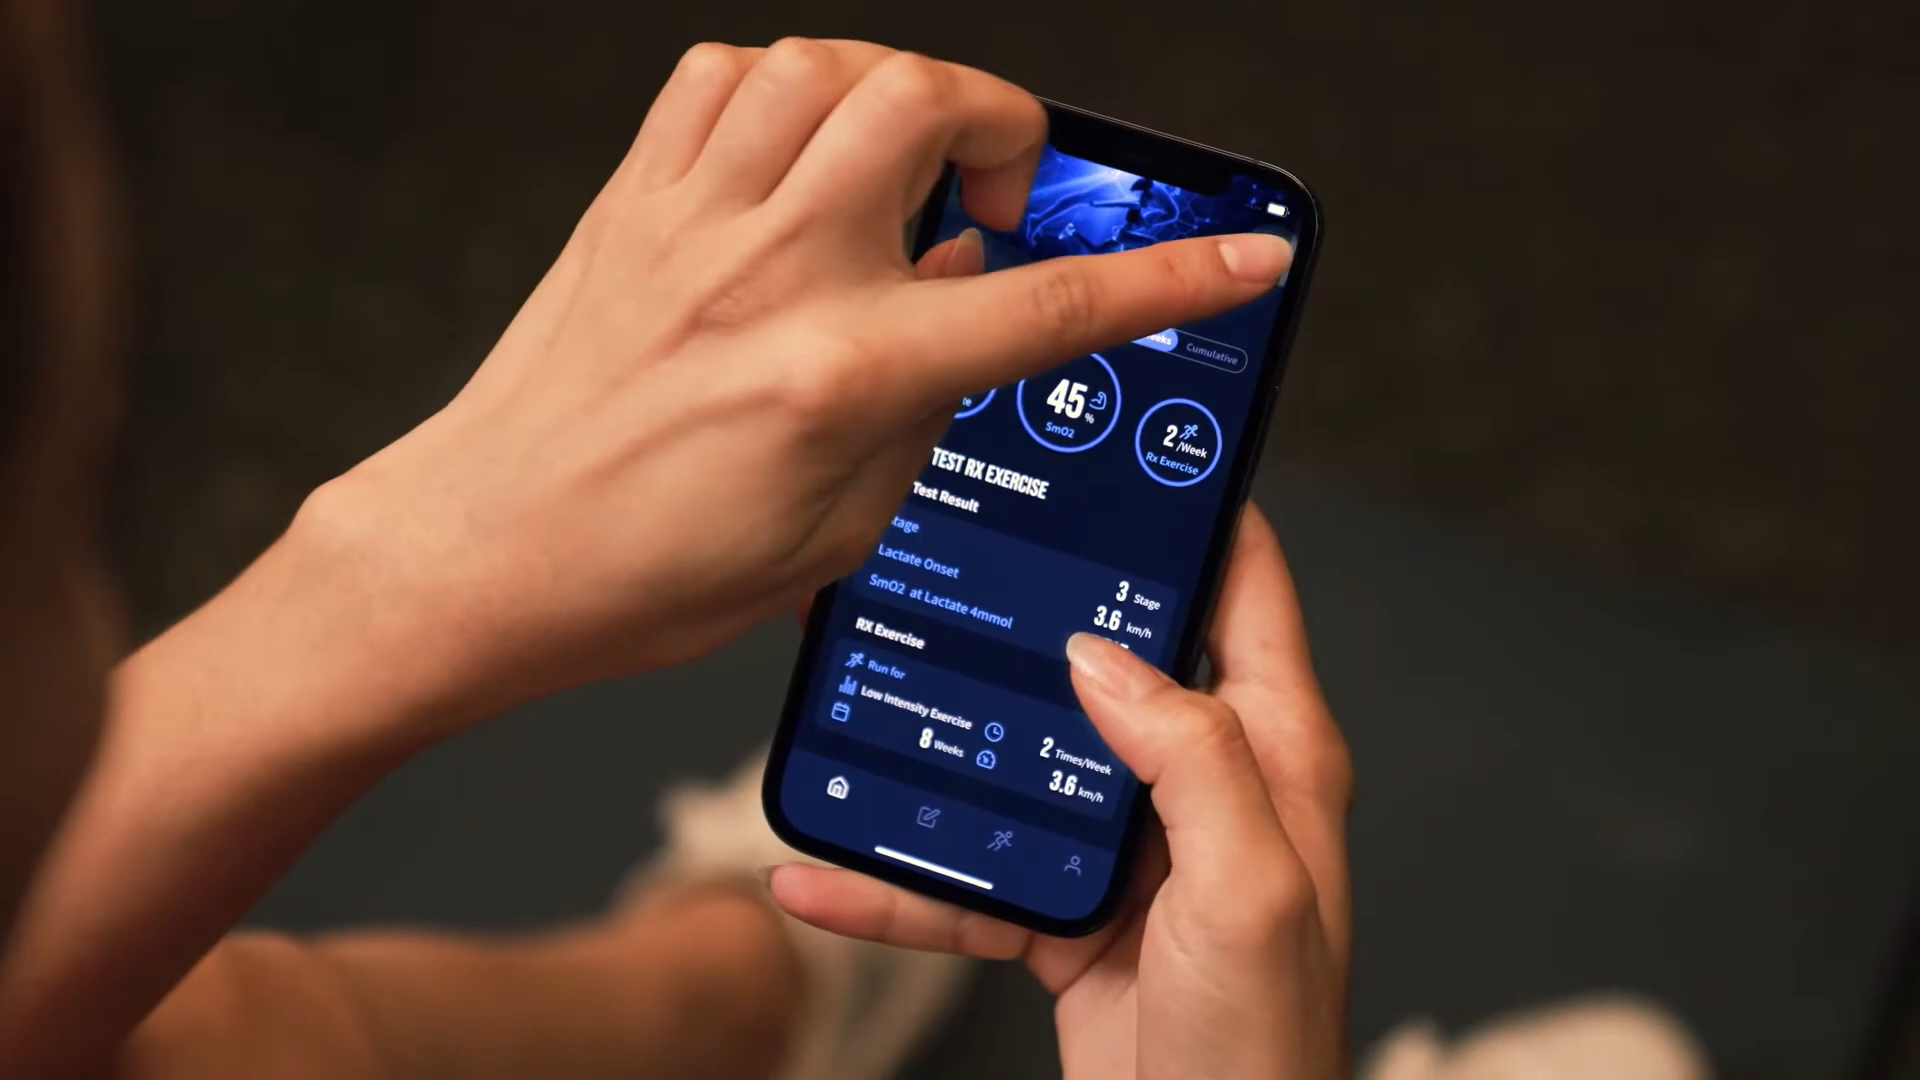 Cumulative
45 %
SmO2
2 /Week
Rx Exercise
TEST RX EXERCISE
Test Result
3 Stage
Lactate Onset
3.6 km/h
SmO2 at Lactate 4mmol
RX Exercise
Run for
Low Intensity Exercise
2 Times/Week
8 Weeks
3.6 km/h